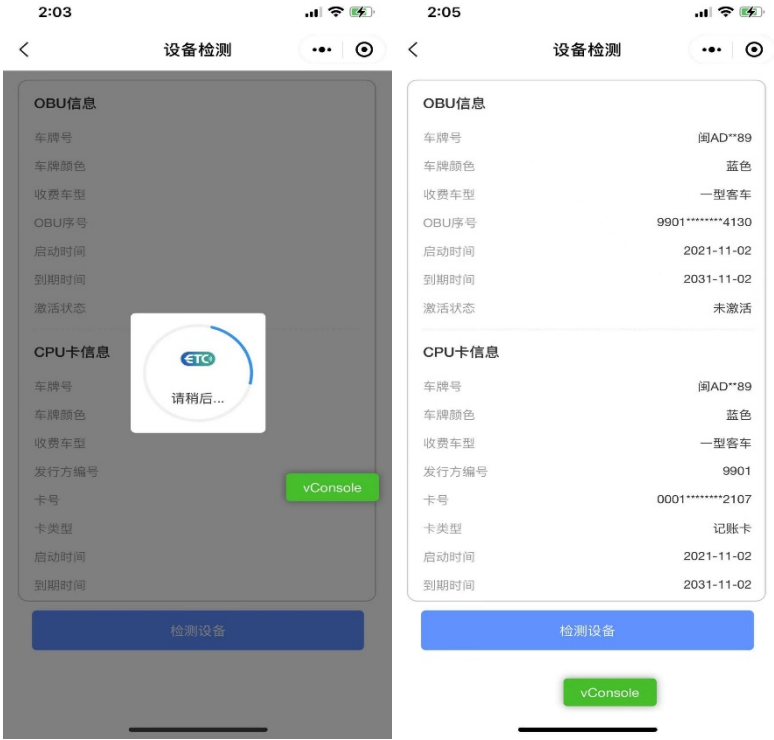 2:03
设备检测
OBU信息
车牌号
车牌颜色
收费车型
OBU序号
启动时间
到期时间
激活状态
CPU卡信息
车牌号
车牌颜色
收费车型
发行方编号
卡号
卡类型
启动时间
到期时间
ETC
请稍后...
vConsole
检测设备
2:05
设备检测
OBU信息
车牌号 闽AD**89
车牌颜色 蓝色
收费车型 一型客车
OBU序号 9901********4130
启动时间 2021-11-02
到期时间 2031-11-02
激活状态 未激活
CPU卡信息
车牌号 闽AD**89
车牌颜色 蓝色
收费车型 一型客车
发行方编号 9901
卡号 0001********2107
卡类型 记账卡
启动时间 2021-11-02
到期时间 2031-11-02
检测设备
vConsole